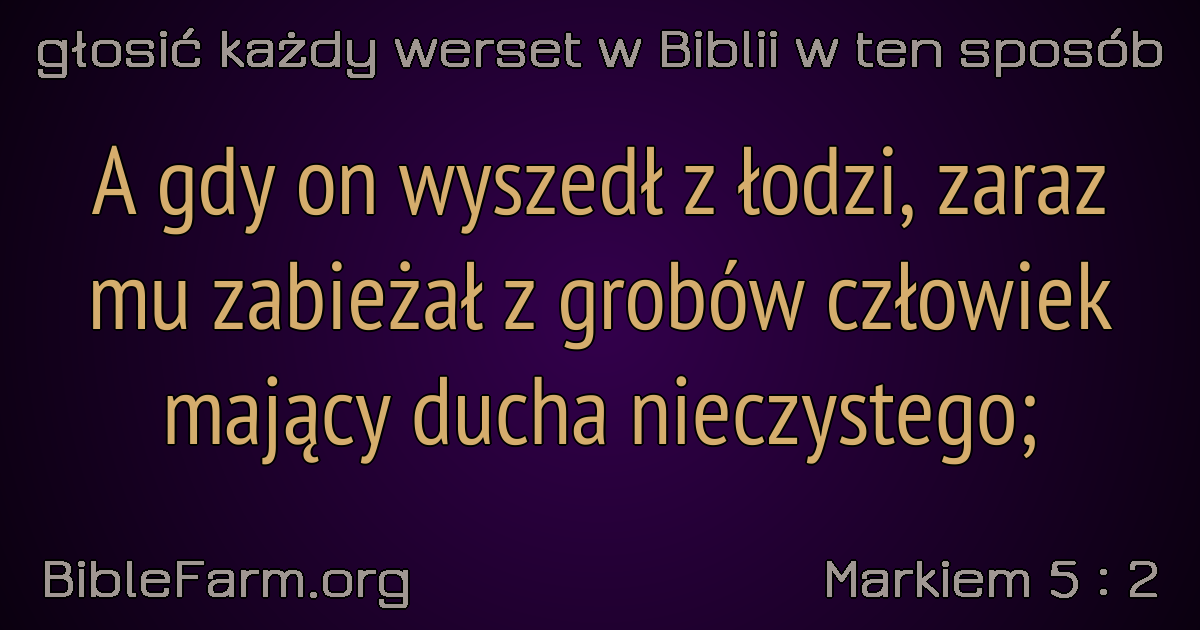 głosić każdy werset w Biblii w ten sposób
A gdy on wyszedł z łodzi, zaraz
mu zabieżał z grobów człowiek
mający ducha nieczystego;
BibleFarm.org
Markiem 5 : 2